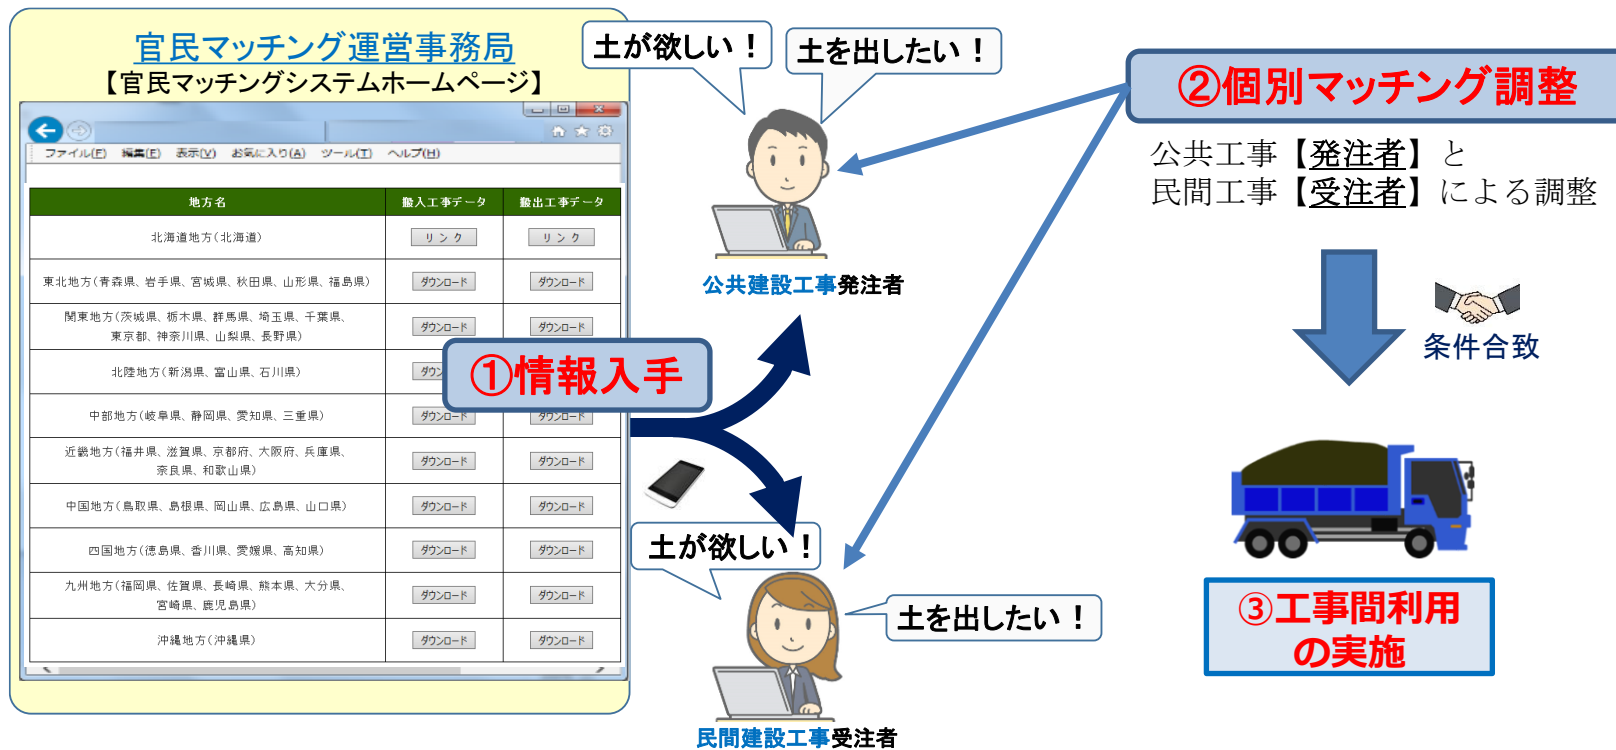 官民マッチング運営事務局
【官民マッチングシステムホームページ】
ファイル(F) 編集(E) 表示(V) お気に入り(A) ツール(T) ヘルプ(H)
地方名 搬入工事データ 搬出工事データ
北海道地方(北海道) リンク リンク
東北地方(青森県、岩手県、宮城県、秋田県、山形県、福島県) ダウンロード ダウンロード
関東地方(茨城県、栃木県、群馬県、埼玉県、千葉県、
東京都、神奈川県、山梨県、長野県) ダウンロード ダウンロード
北陸地方(新潟県、富山県、石川県)
中部地方(岐阜県、静岡県、愛知県、三重県) ダウンロード ダウンロード
近畿地方(福井県、滋賀県、京都府、大阪府、兵庫県、
奈良県、和歌山県) ダウンロード ダウンロード
中国地方(鳥取県、島根県、岡山県、広島県、山口県) ダウンロード ダウンロード
四国地方(徳島県、香川県、愛媛県、高知県) ダウンロード ダウンロード
九州地方(福岡県、佐賀県、長崎県、熊本県、大分県、
宮崎県、鹿児島県) ダウンロード ダウンロード
沖縄地方(沖縄県) ダウンロード ダウンロード
①情報入手
土が欲しい！
土を出したい！
公共建設工事発注者
土が欲しい！
土を出したい！
民間建設工事受注者
②個別マッチング調整
公共工事【発注者】と
民間工事【受注者】による調整
条件合致
③工事間利用
の実施